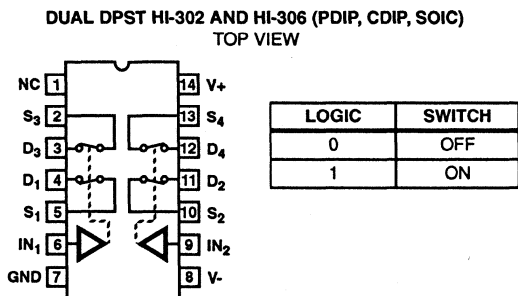 DUAL DPST HI-302 AND HI-306 (PDIP, CDIP, SOIC)
TOP VIEW
NC 1 14 V+
S3 2 13 S4
D3 3 12 D4
D1 4 11 D2
S1 5 10 S2
IN1 6 9 IN2
GND 7 8 V-
LOGIC SWITCH
0 OFF
1 ON